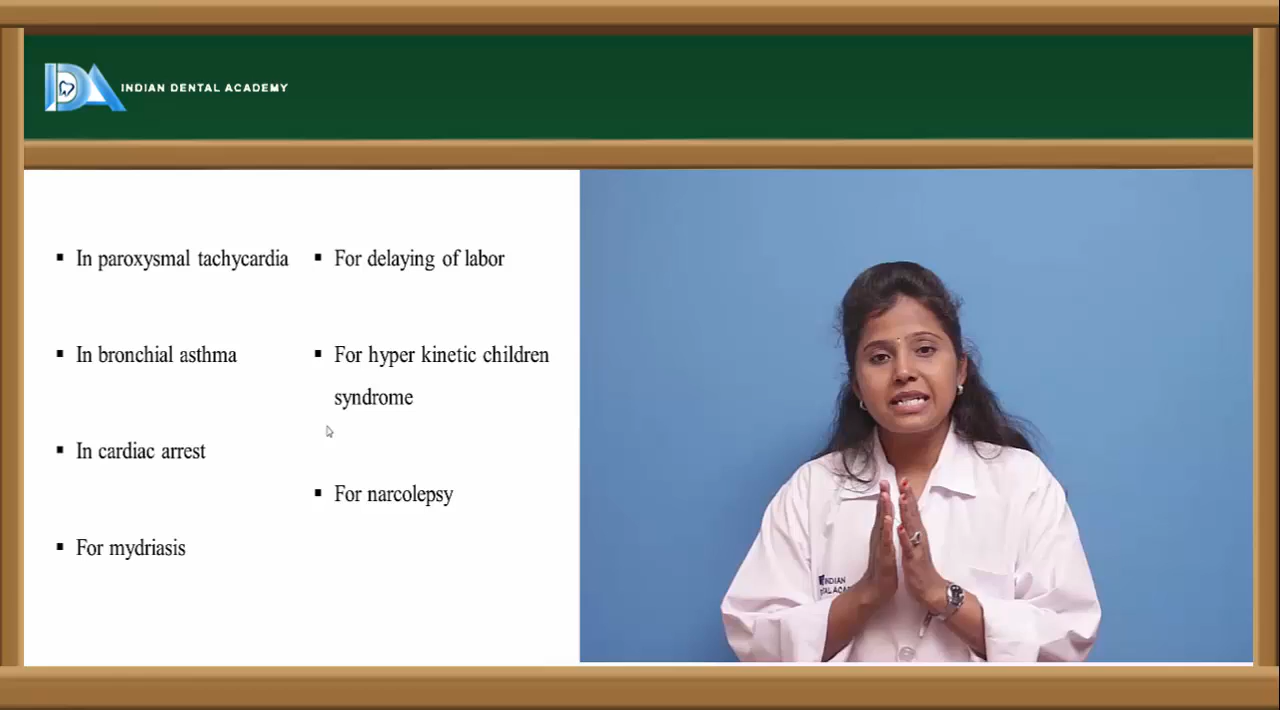 INDIAN DENTAL ACADEMY
▪ In paroxysmal tachycardia
▪ In bronchial asthma
▪ In cardiac arrest
▪ For mydriasis
▪ For delaying of labor
▪ For hyper kinetic children
syndrome
▪ For narcolepsy
INDIAN